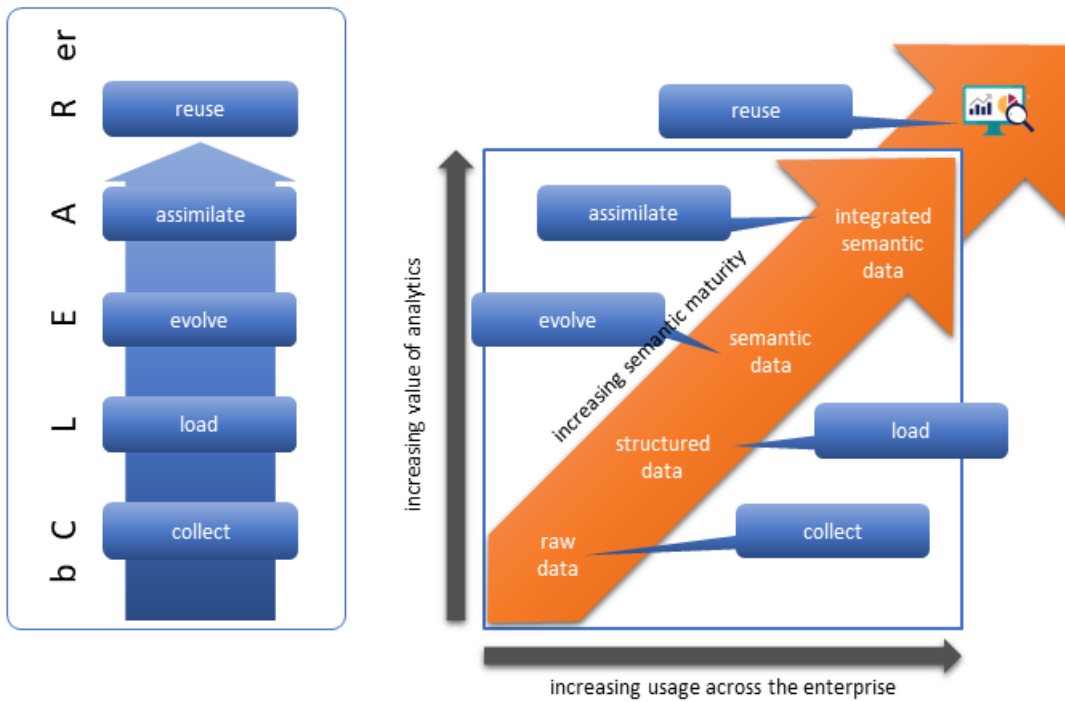 er
R
reuse
A
assimilate
E
evolve
L
load
C
collect
b
reuse
assimilate
integrated
semantic
data
increasing semantic maturity
evolve
semantic
data
load
structured
data
collect
raw
data
increasing value of analytics
increasing usage across the enterprise